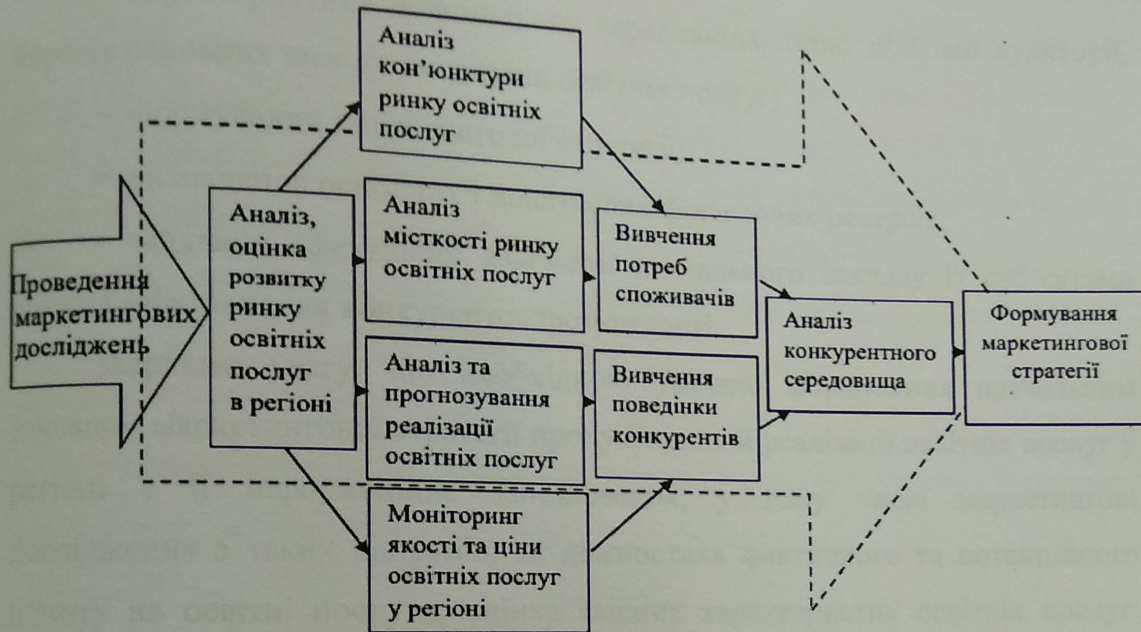 Проведення
маркетингових
досліджень
Аналіз,
оцінка
розвитку
ринку
освітніх
послуг
в регіоні
Аналіз
кон’юнктури
ринку освітніх
послуг
Аналіз
місткості ринку
освітніх послуг
Аналіз та
прогнозування
реалізації
освітніх послуг
Моніторинг
якості та ціни
освітніх послуг
у регіоні
Вивчення
потреб
споживачів
Вивчення
поведінки
конкурентів
Аналіз
конкурентного
середовища
Формування
маркетингової
стратегії